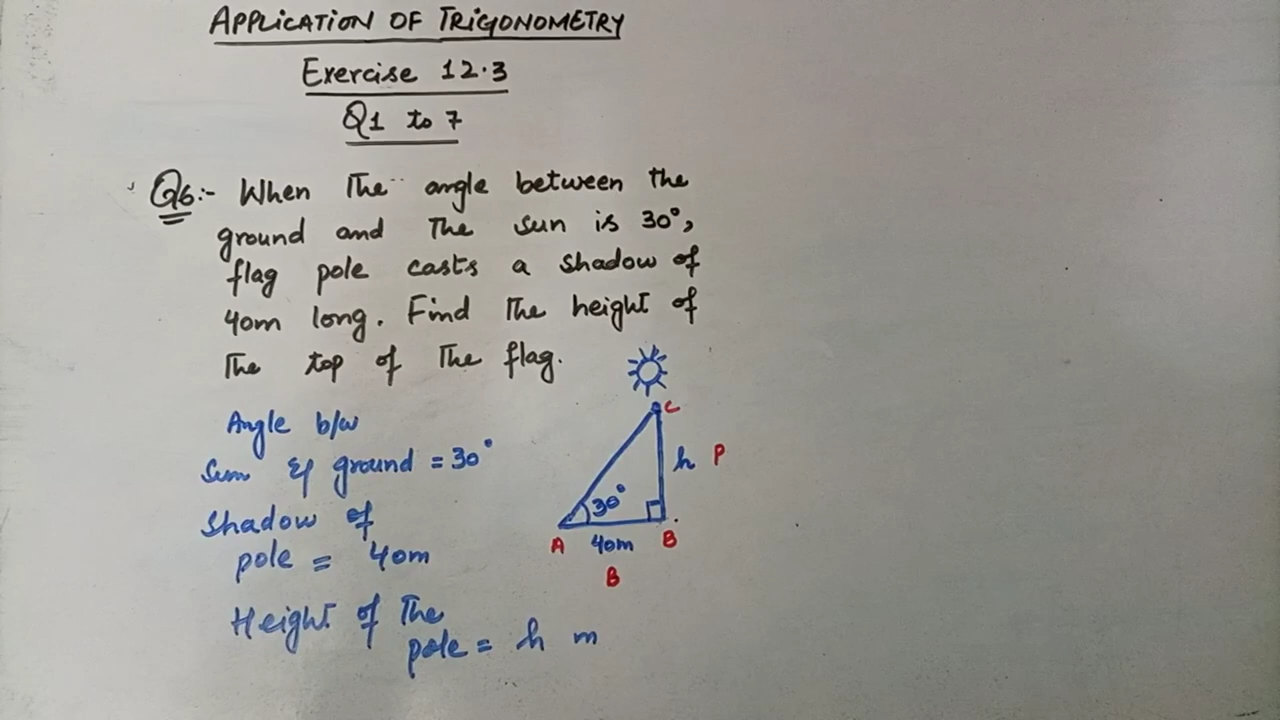 APPLICATION OF TRIGONOMETRY
Exercise 12.3
Q1 to 7
Q6:- When The angle between the
ground and The Sun is 30°,
flag pole casts a shadow of
40m long. Find The height of
The top of The flag.
Angle b/w
Sun & ground = 30°
Shadow of
pole = 40m
Height of The
pole = h m
C
h P
30°
A 40m B
B